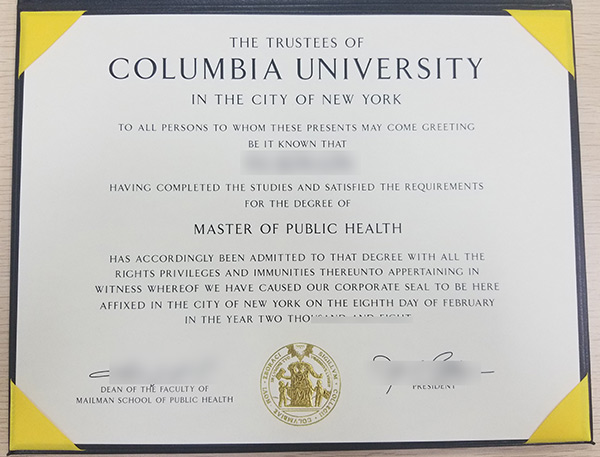 THE TRUSTEES OF
COLUMBIA UNIVERSITY
IN THE CITY OF NEW YORK
TO ALL PERSONS TO WHOM THESE PRESENTS MAY COME GREETING
BE IT KNOWN THAT
HAVING COMPLETED THE STUDIES AND SATISFIED THE REQUIREMENTS
FOR THE DEGREE OF
MASTER OF PUBLIC HEALTH
HAS ACCORDINGLY BEEN ADMITTED TO THAT DEGREE WITH ALL THE
RIGHTS PRIVILEGES AND IMMUNITIES THEREUNTO APPERTAINING IN
WITNESS WHEREOF WE HAVE CAUSED OUR CORPORATE SEAL TO BE HERE
AFFIXED IN THE CITY OF NEW YORK ON THE EIGHTH DAY OF FEBRUARY
IN THE YEAR TWO THOUSAND AND EIGHT
DEAN OF THE FACULTY OF
MAILMAN SCHOOL OF PUBLIC HEALTH
PRESIDENT